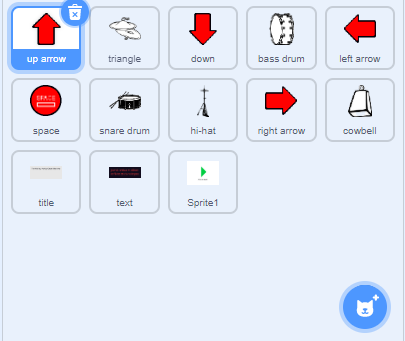 up arrow
triangle
down
bass drum
left arrow
SPACE
space
snare drum
hi-hat
right arrow
cowbell
title
text
Sprite1